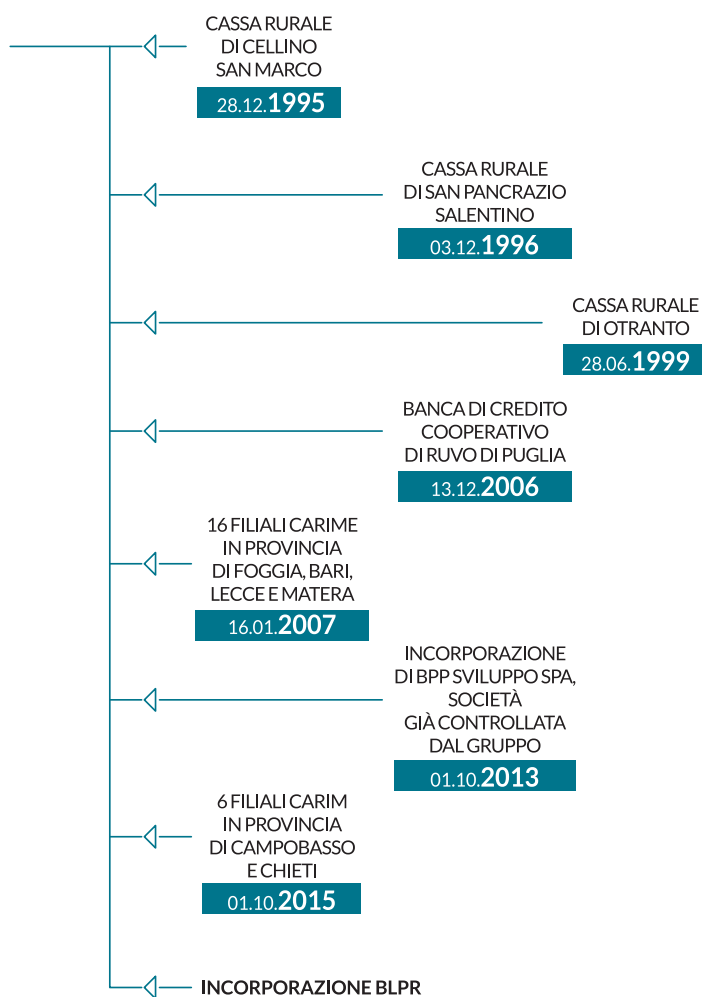 CASSA RURALE
DI CELLINO
SAN MARCO
28.12.1995
CASSA RURALE
DI SAN PANCRAZIO
SALENTINO
03.12.1996
CASSA RURALE
DI OTRANTO
28.06.1999
BANCA DI CREDITO
COOPERATIVO
DI RUVO DI PUGLIA
13.12.2006
16 FILIALI CARIME
IN PROVINCIA
DI FOGGIA, BARI,
LECCE E MATERA
16.01.2007
INCORPORAZIONE
DI BPP SVILUPPO SPA,
SOCIETÀ
GIÀ CONTROLLATA
DAL GRUPPO
01.10.2013
6 FILIALI CARIM
IN PROVINCIA
DI CAMPOBASSO
E CHIETI
01.10.2015
INCORPORAZIONE BLPR